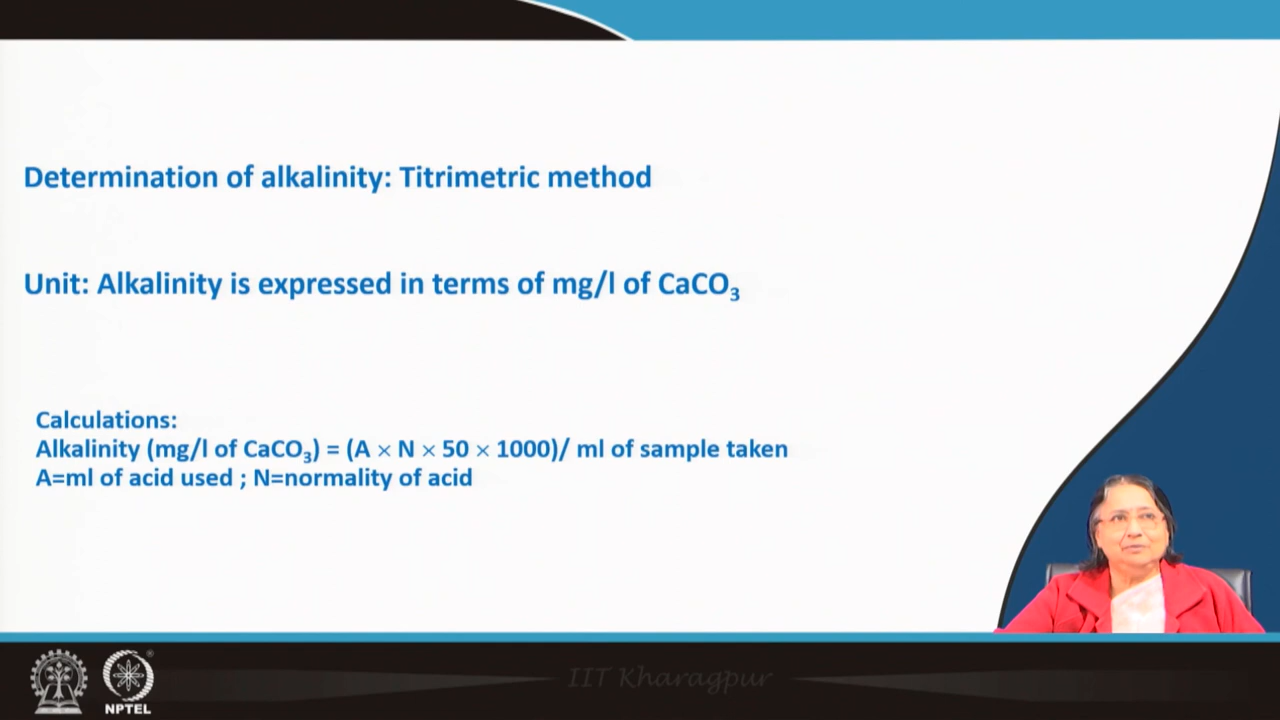 Determination of alkalinity: Titrimetric method
Unit: Alkalinity is expressed in terms of mg/l of CaCO₃
Calculations:
Alkalinity (mg/l of CaCO₃) = (A × N × 50 × 1000)/ ml of sample taken
A=ml of acid used ; N=normality of acid
IIT Kharagpur
NPTEL